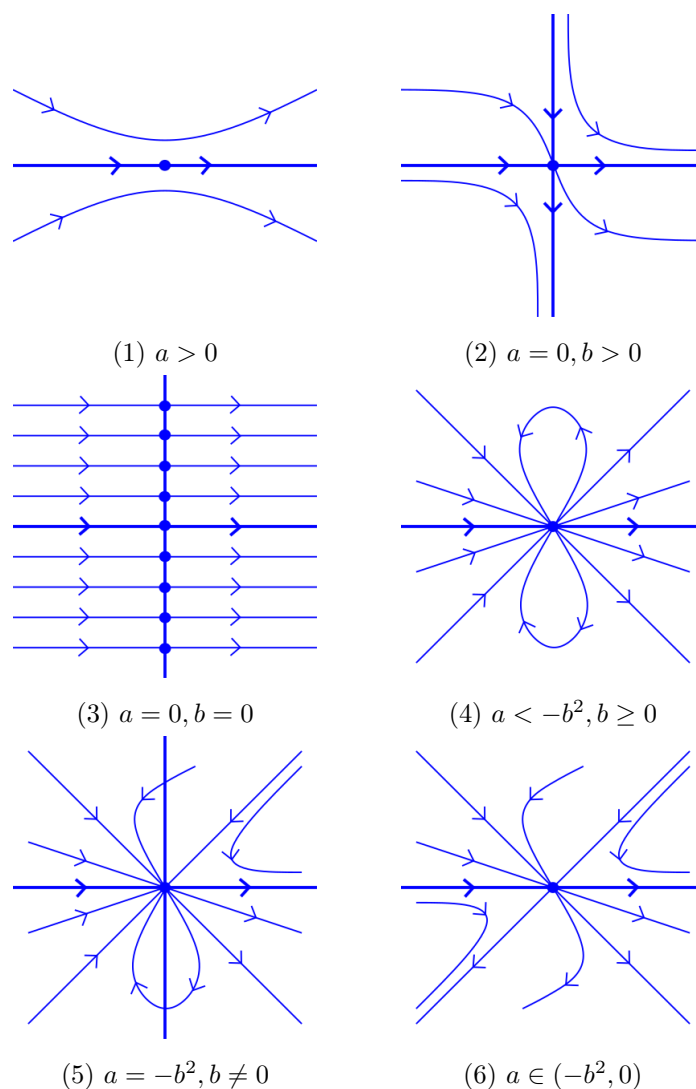 (1) a > 0
(2) a = 0, b > 0
(3) a = 0, b = 0
(4) a < −b², b ≥ 0
(5) a = −b², b ≠ 0
(6) a ∈ (−b², 0)